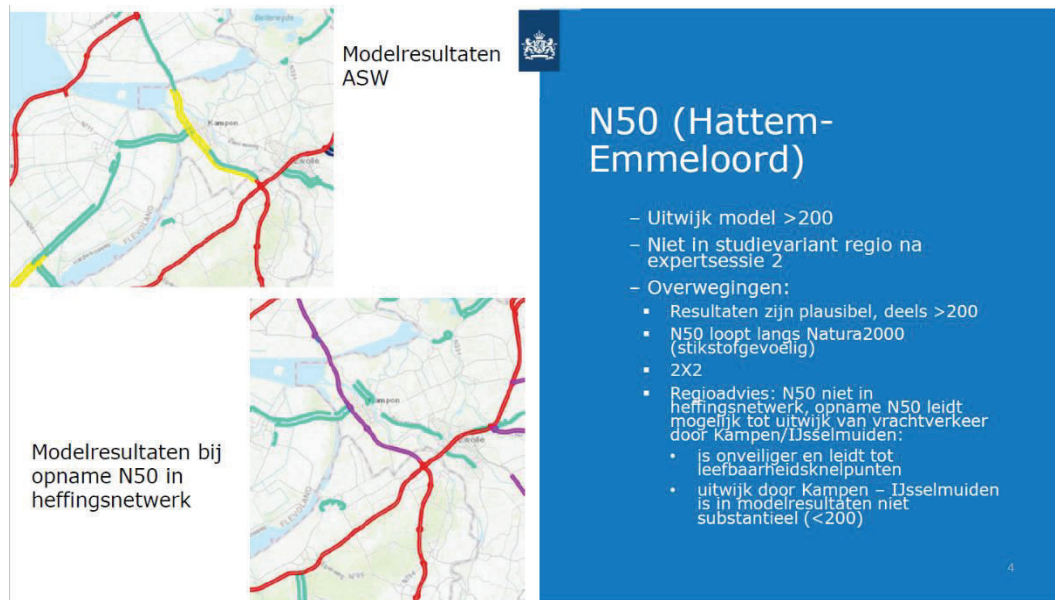 Modelresultaten
ASW
Kampen
Zwolle
FLEVOLAND
Modelresultaten bij
opname N50 in
heffingsnetwerk
Kampen
Zwolle
FLEVOLAND
N50 (Hattem-
Emmeloord)
– Uitwijk model >200
– Niet in studievariant regio na
expertsessie 2
– Overwegingen:
▪ Resultaten zijn plausibel, deels >200
▪ N50 loopt langs Natura2000
(stikstofgevoelig)
▪ 2X2
▪ Regioadvies: N50 niet in
heffingsnetwerk, opname N50 leidt
mogelijk tot uitwijk van vrachtverkeer
door Kampen/IJsselmuiden:
• is onveiliger en leidt tot
leefbaarheidsknelpunten
• uitwijk door Kampen – IJsselmuiden
is in modelresultaten niet
substantieel (<200)
4